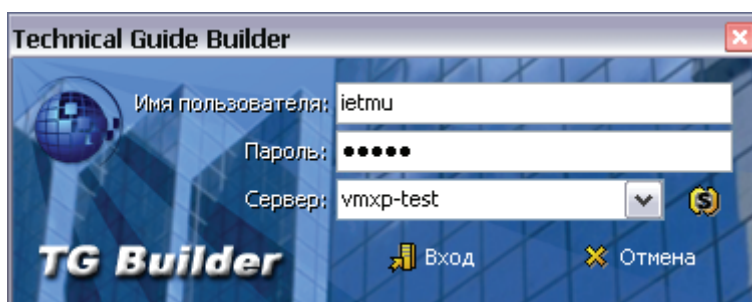 Technical Guide Builder
Имя пользователя: ietmu
Пароль: •••••
Сервер: vmxp-test
TG Builder Вход Отмена